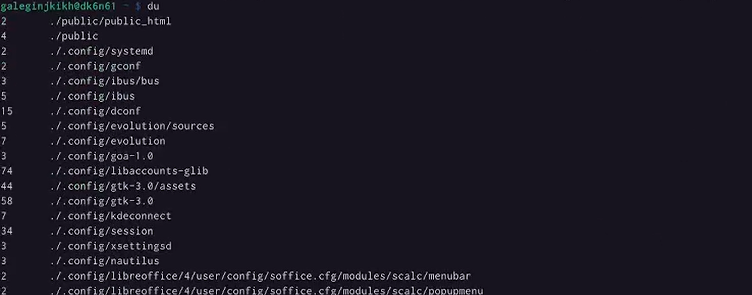 galeginjkikh@dk6n61 ~ $ du
2 ./public/public_html
4 ./public
2 ./.config/systemd
2 ./.config/gconf
3 ./.config/ibus/bus
5 ./.config/ibus
15 ./.config/dconf
5 ./.config/evolution/sources
7 ./.config/evolution
3 ./.config/goa-1.0
74 ./.config/libaccounts-glib
44 ./.config/gtk-3.0/assets
58 ./.config/gtk-3.0
7 ./.config/kdeconnect
34 ./.config/session
3 ./.config/xsettingsd
3 ./.config/nautilus
2 ./.config/libreoffice/4/user/config/soffice.cfg/modules/scalc/menubar
2 ./.config/libreoffice/4/user/config/soffice.cfg/modules/scalc/popupmenu